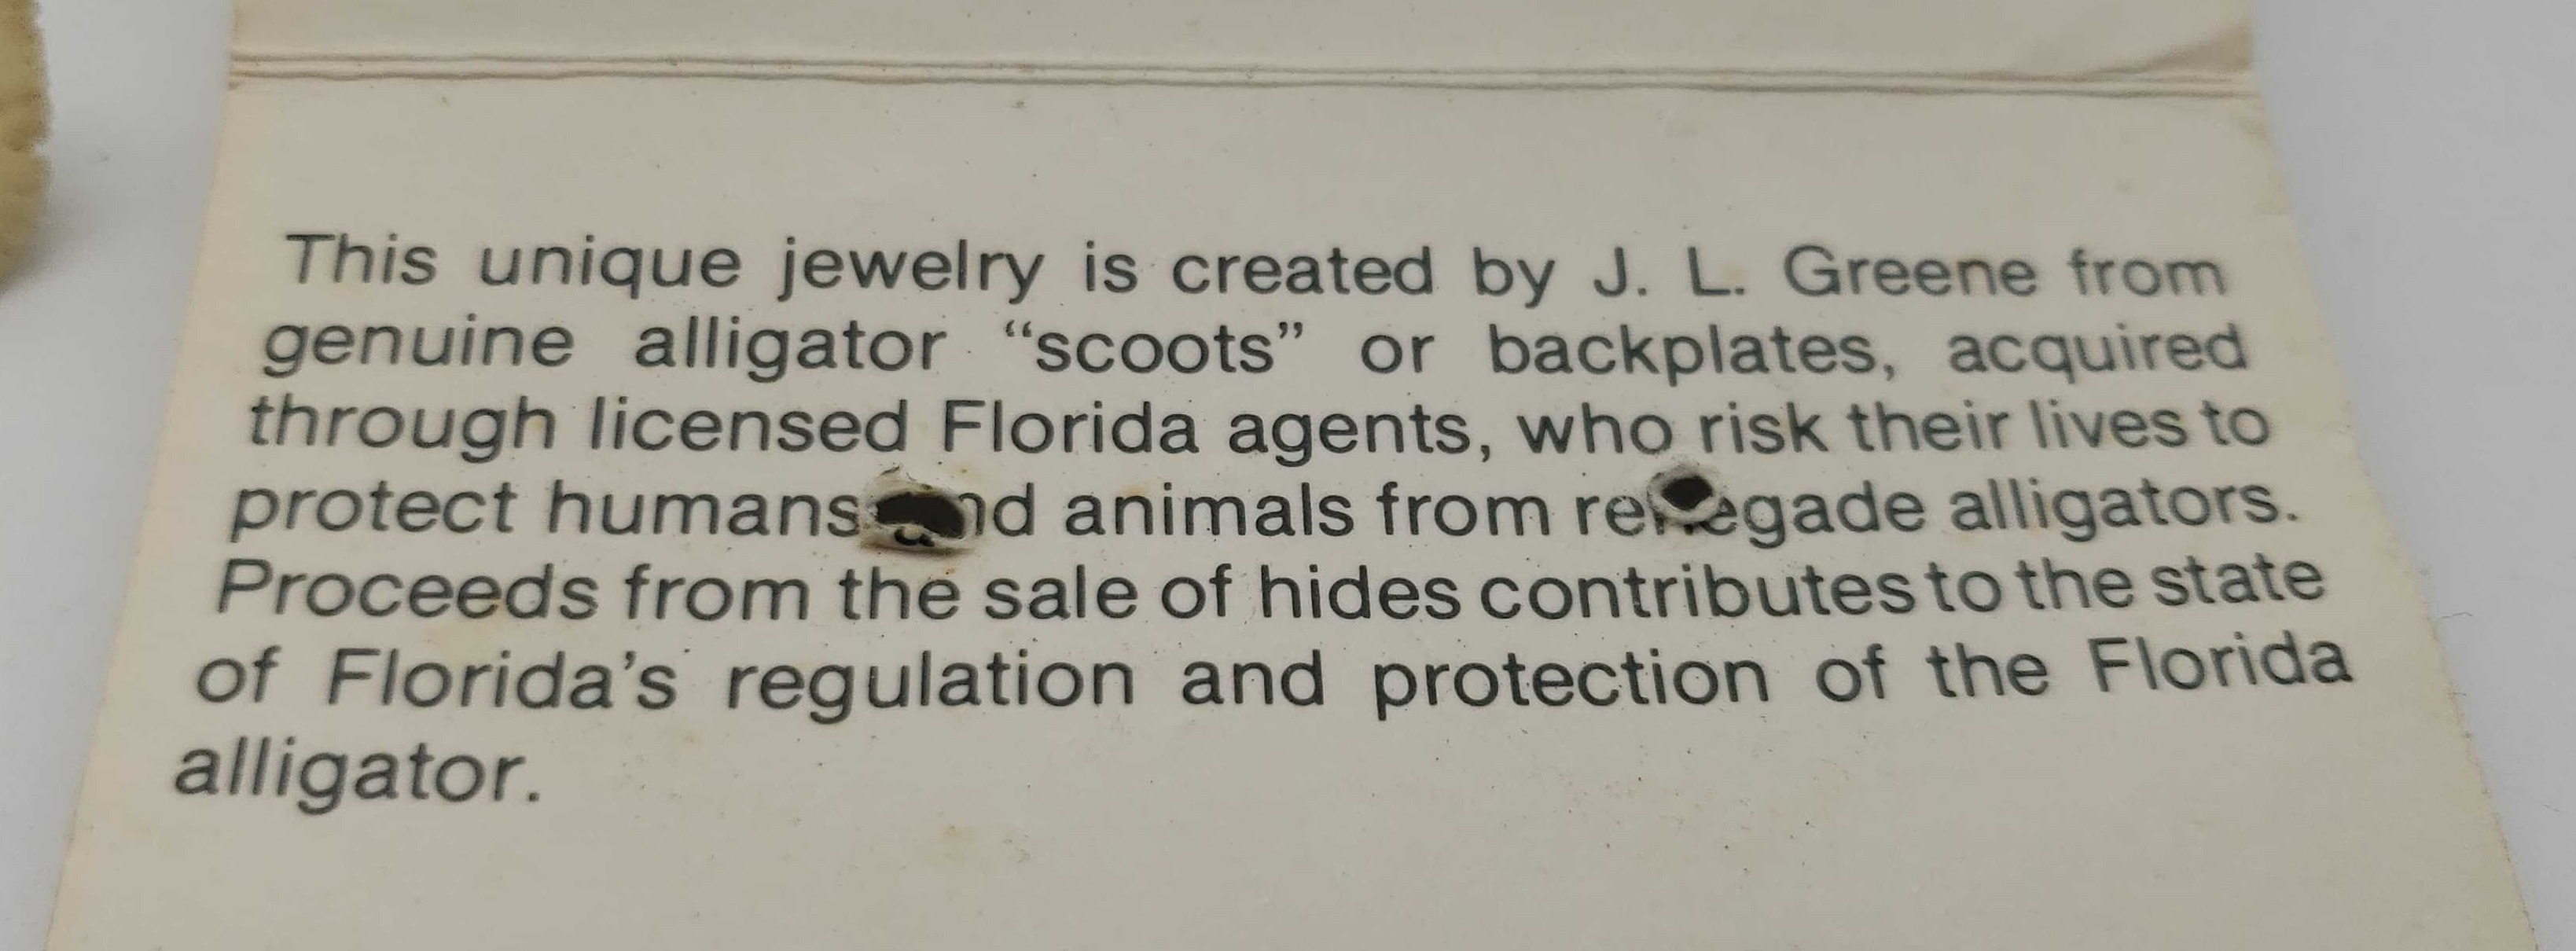 This unique jewelry is created by J. L. Greene from
genuine alligator “scoots” or backplates, acquired
through licensed Florida agents, who risk their lives to
protect humans and animals from renegade alligators.
Proceeds from the sale of hides contributes to the state
of Florida’s regulation and protection of the Florida
alligator.